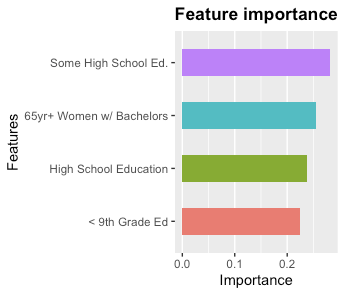 Feature importance
Features
Some High School Ed.
65yr+ Women w/ Bachelors
High School Education
< 9th Grade Ed
0.0 0.1 0.2
Importance